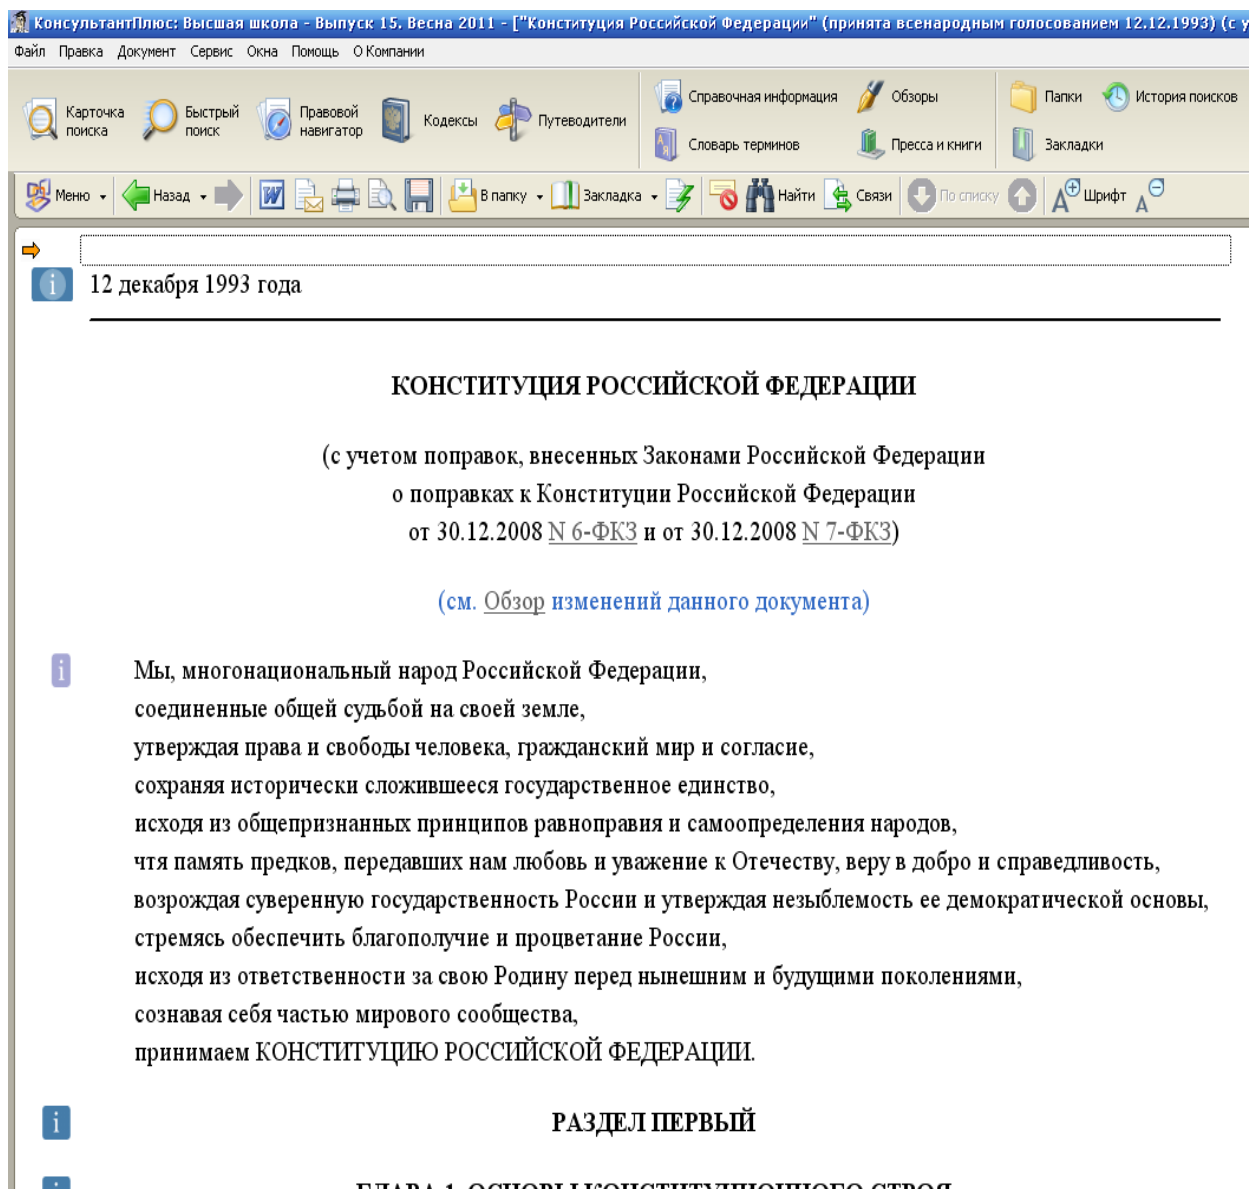 КонсультантПлюс: Высшая школа - Выпуск 15. Весна 2011 - ["Конституция Российской Федерации" (принята всенародным голосованием 12.12.1993) (с у
Файл Правка Документ Сервис Окна Помощь О Компании
Карточка поиска
Быстрый поиск
Правовой навигатор
Кодексы
Путеводители
Справочная информация
Обзоры
Папки
История поисков
Словарь терминов
Пресса и книги
Закладки
Меню Назад В папку Закладка Найти Связи По списку Шрифт
12 декабря 1993 года
КОНСТИТУЦИЯ РОССИЙСКОЙ ФЕДЕРАЦИИ
(с учетом поправок, внесенных Законами Российской Федерации
о поправках к Конституции Российской Федерации
от 30.12.2008 N 6-ФКЗ и от 30.12.2008 N 7-ФКЗ)
(см. Обзор изменений данного документа)
Мы, многонациональный народ Российской Федерации,
соединенные общей судьбой на своей земле,
утверждая права и свободы человека, гражданский мир и согласие,
сохраняя исторически сложившееся государственное единство,
исходя из общепризнанных принципов равноправия и самоопределения народов,
чтя память предков, передавших нам любовь и уважение к Отечеству, веру в добро и справедливость,
возрождая суверенную государственность России и утверждая незыблемость ее демократической основы,
стремясь обеспечить благополучие и процветание России,
исходя из ответственности за свою Родину перед нынешним и будущими поколениями,
сознавая себя частью мирового сообщества,
принимаем КОНСТИТУЦИЮ РОССИЙСКОЙ ФЕДЕРАЦИИ.
РАЗДЕЛ ПЕРВЫЙ
ГЛАВА 1. ОСНОВЫ КОНСТИТУЦИОННОГО СТРОЯ